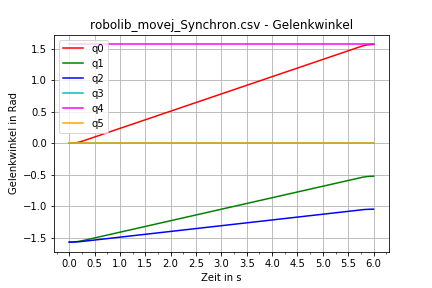 robolib_movej_Synchron.csv - Gelenkwinkel
q0
q1
q2
q3
q4
q5
Gelenkwinkel in Rad
1.5
1.0
0.5
0.0
−0.5
−1.0
−1.5
0.0 0.5 1.0 1.5 2.0 2.5 3.0 3.5 4.0 4.5 5.0 5.5 6.0
Zeit in s